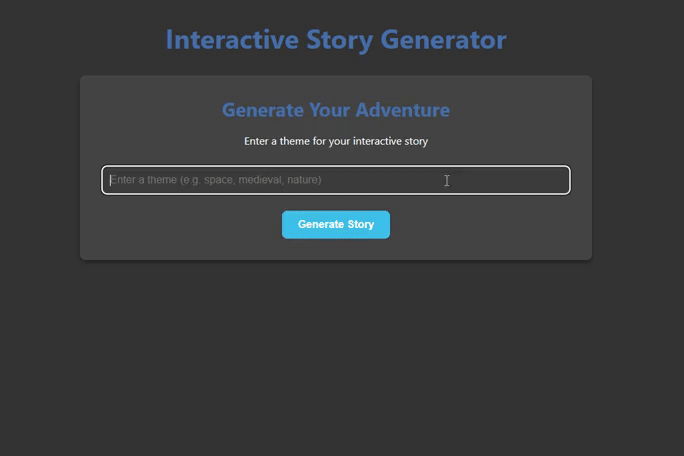 Interactive Story Generator
Generate Your Adventure
Enter a theme for your interactive story
Enter a theme (e.g. space, medieval, nature)
Generate Story